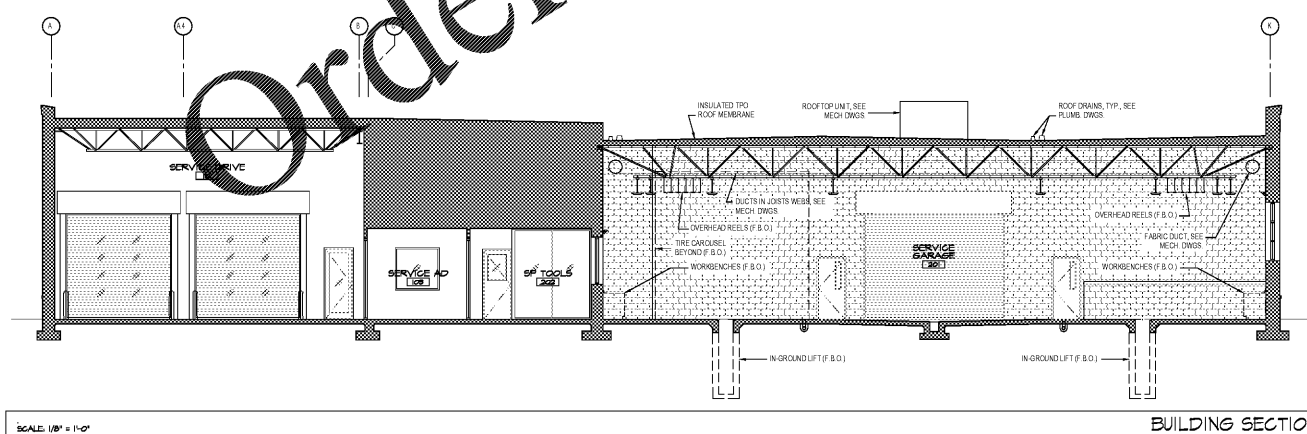 A
A.4
B
K
Order
INSULATED TPO
ROOF MEMBRANE
ROOFTOP UNIT, SEE
MECH DWGS.
ROOF DRAINS, TYP., SEE
PLUMB. DWGS.
SERVICE DRIVE
DUCTS IN JOISTS WEBS, SEE
MECH. DWGS.
OVERHEAD REELS (F.B.O.)
OVERHEAD REELS (F.B.O.)
TIRE CAROUSEL
BEYOND (F.B.O.)
FABRIC DUCT, SEE
MECH. DWGS.
SERVICE
GARAGE
201
WORKBENCHES (F.B.O.)
WORKBENCHES (F.B.O.)
SERVICE AD
105
SP TOOLS
202
IN-GROUND LIFT (F.B.O.)
IN-GROUND LIFT (F.B.O.)
SCALE: 1/8" = 1'-0"
BUILDING SECTIO